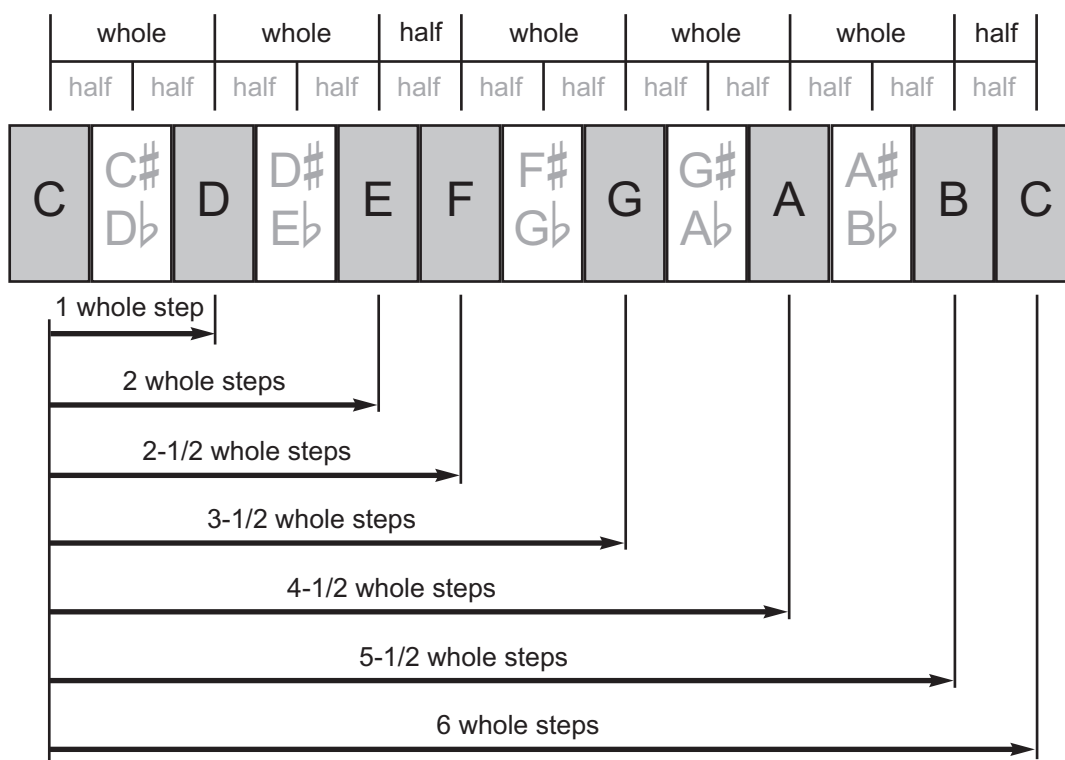 whole whole half whole whole whole half
half half half half half half half half half half half half
C C♯ D D♯ E F F♯ G G♯ A A♯ B C
D♭ E♭ G♭ A♭ B♭
1 whole step
2 whole steps
2-1/2 whole steps
3-1/2 whole steps
4-1/2 whole steps
5-1/2 whole steps
6 whole steps